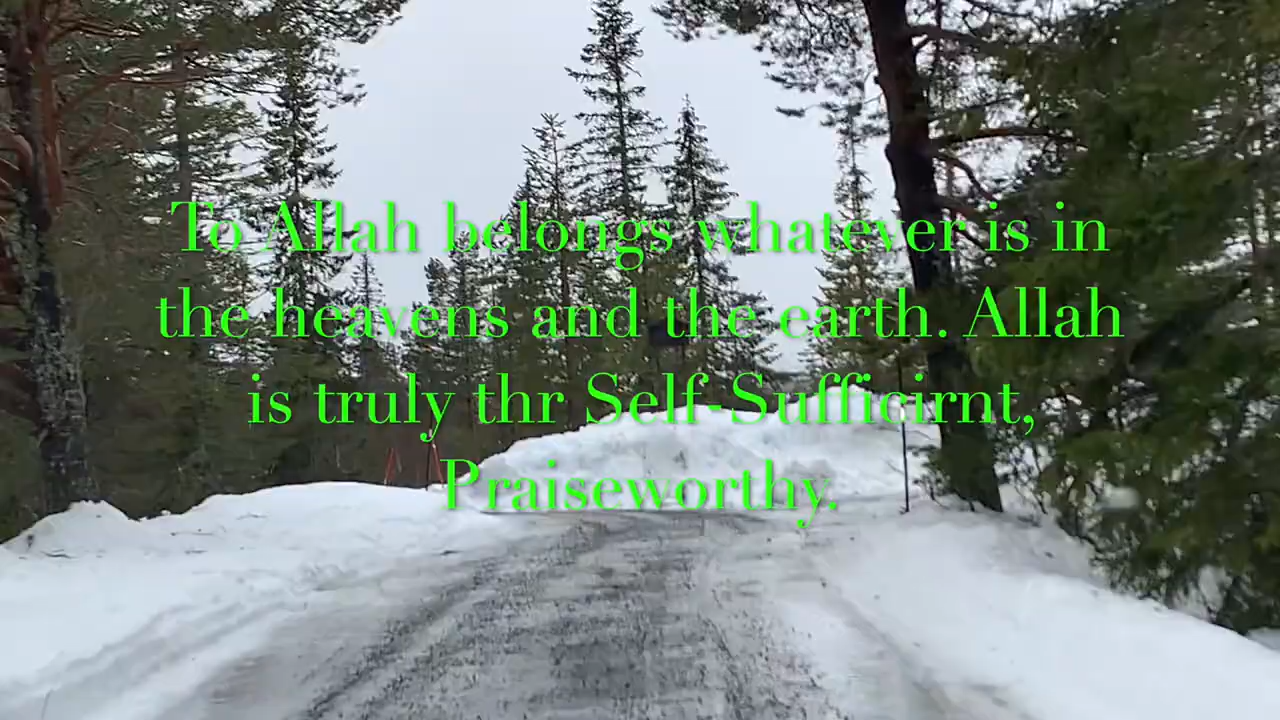 To Allah belongs whatever is in
the heavens and the earth. Allah
is truly thr Self-Sufficirnt,
Praiseworthy.